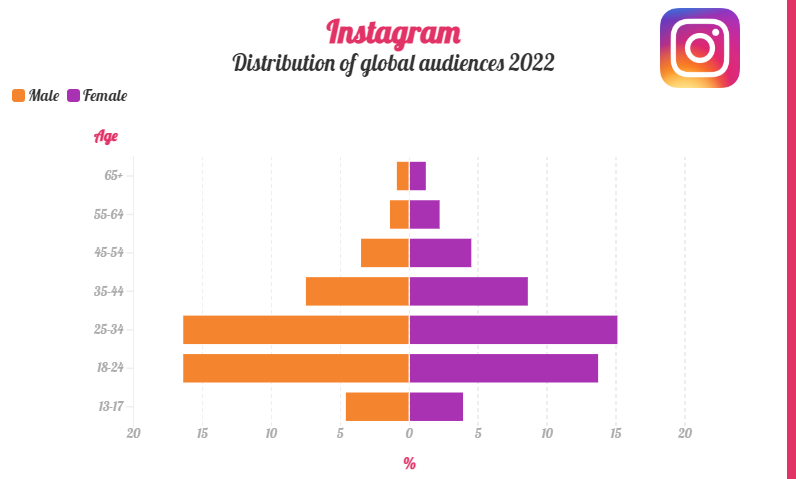 Instagram
Distribution of global audiences 2022
Male Female
Age
65+
55-64
45-54
35-44
25-34
18-24
13-17
20 15 10 5 0 5 10 15 20
%